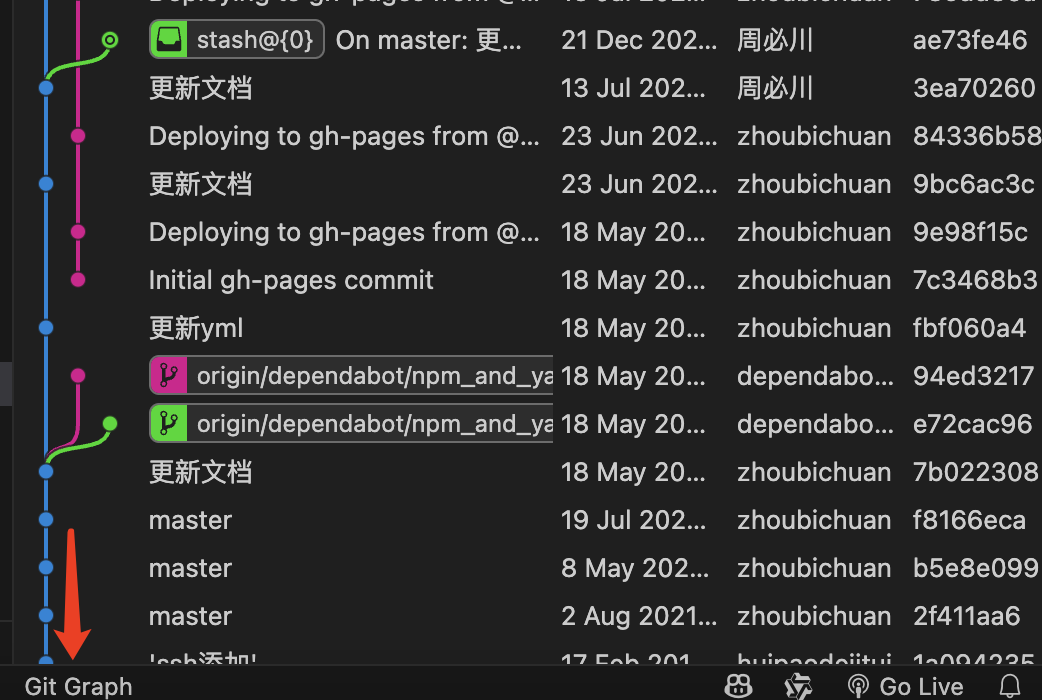 stash@{0} On master: 更... 21 Dec 202... 周必川 ae73fe46
更新文档 13 Jul 202... 周必川 3ea70260
Deploying to gh-pages from @... 23 Jun 202... zhoubichuan 84336b58
更新文档 23 Jun 202... zhoubichuan 9bc6ac3c
Deploying to gh-pages from @... 18 May 20... zhoubichuan 9e98f15c
Initial gh-pages commit 18 May 20... zhoubichuan 7c3468b3
更新yml 18 May 20... zhoubichuan fbf060a4
origin/dependabot/npm_and_ya 18 May 20... dependabo... 94ed3217
origin/dependabot/npm_and_ya 18 May 20... dependabo... e72cac96
更新文档 18 May 20... zhoubichuan 7b022308
master 19 Jul 202... zhoubichuan f8166eca
master 8 May 202... zhoubichuan b5e8e099
master 2 Aug 2021... zhoubichuan 2f411aa6
'ssh添加' 17 Feb 201... 1a094235
Git Graph Go Live